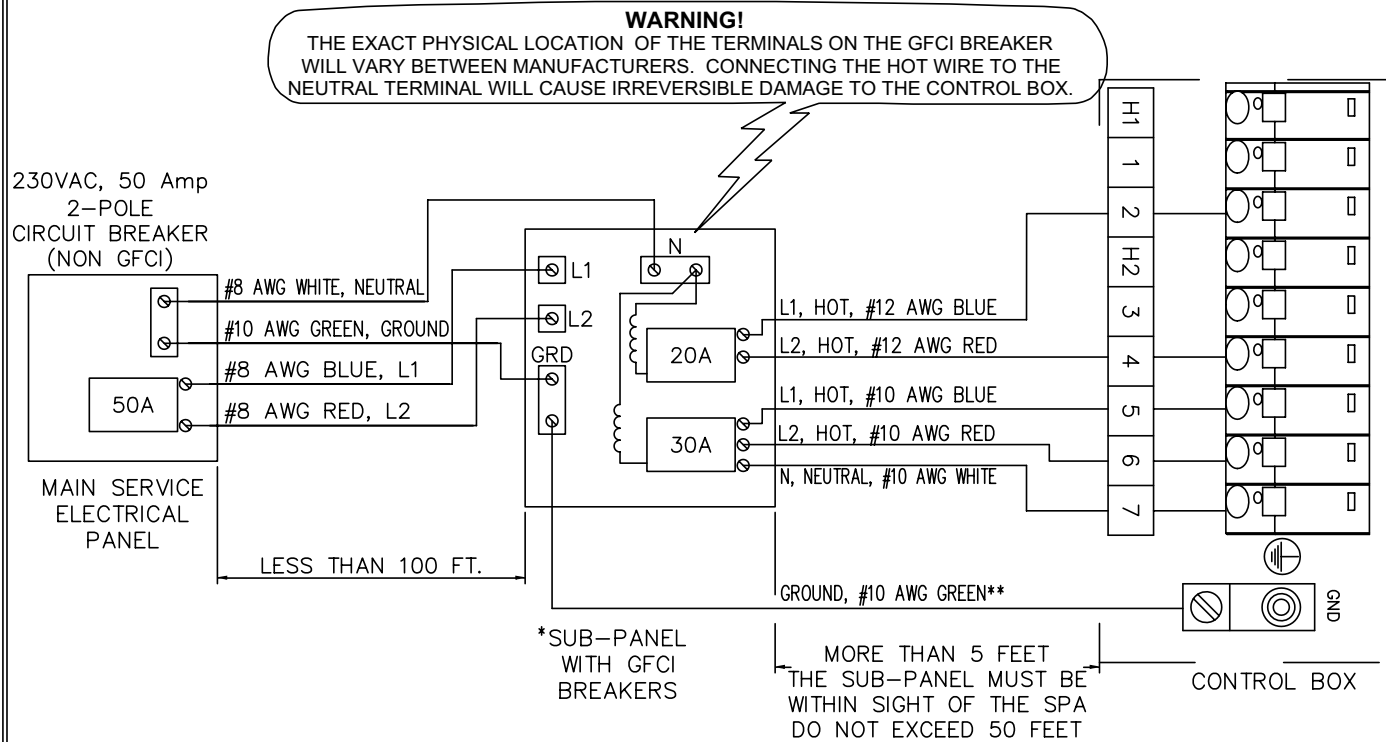 WARNING!
THE EXACT PHYSICAL LOCATION OF THE TERMINALS ON THE GFCI BREAKER
WILL VARY BETWEEN MANUFACTURERS. CONNECTING THE HOT WIRE TO THE
NEUTRAL TERMINAL WILL CAUSE IRREVERSIBLE DAMAGE TO THE CONTROL BOX.
230VAC, 50 Amp
2-POLE
CIRCUIT BREAKER
(NON GFCI)
#8 AWG WHITE, NEUTRAL
#10 AWG GREEN, GROUND
#8 AWG BLUE, L1
#8 AWG RED, L2
50A
MAIN SERVICE
ELECTRICAL
PANEL
LESS THAN 100 FT.
N
L1
L2
GRD
20A
30A
*SUB-PANEL
WITH GFCI
BREAKERS
L1, HOT, #12 AWG BLUE
L2, HOT, #12 AWG RED
L1, HOT, #10 AWG BLUE
L2, HOT, #10 AWG RED
N, NEUTRAL, #10 AWG WHITE
GROUND, #10 AWG GREEN**
MORE THAN 5 FEET
THE SUB-PANEL MUST BE
WITHIN SIGHT OF THE SPA
DO NOT EXCEED 50 FEET
H1
1
2
H2
3
4
5
6
7
GND
CONTROL BOX